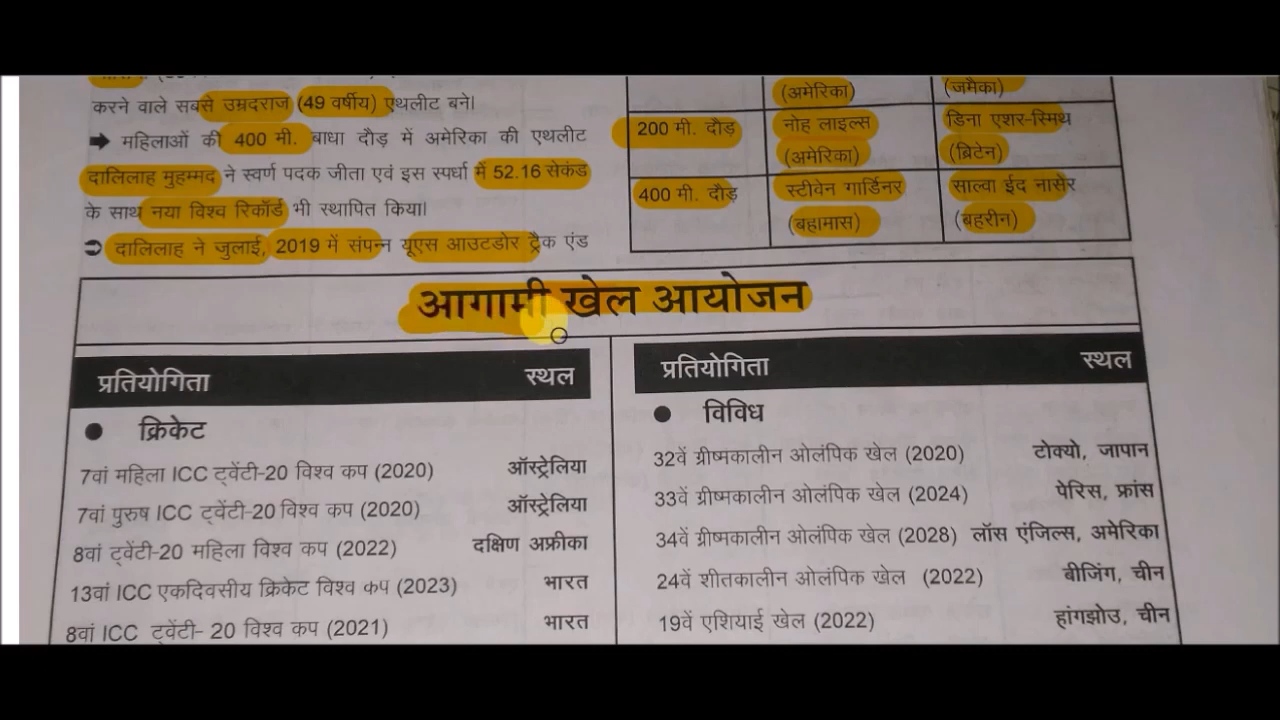 करने वाले सबसे उम्रदराज (49 वर्षीय) एथलीट बने।
➡ महिलाओं की 400 मी. बाधा दौड़ में अमेरिका की एथलीट
दालिलाह मुहम्मद ने स्वर्ण पदक जीता एवं इस स्पर्धा में 52.16 सेकंड
के साथ नया विश्व रिकॉर्ड भी स्थापित किया।
⊃ दालिलाह ने जुलाई, 2019 में संपन्न यूएस आउटडोर ट्रैक एंड
(अमेरिका) (जमैका)
200 मी. दौड़ नोह लाइल्स डिना एशर-स्मिथ
(अमेरिका) (ब्रिटेन)
400 मी. दौड़ स्टीवेन गार्डिनर साल्वा ईद नासेर
(बहामास) (बहरीन)
आगामी खेल आयोजन
प्रतियोगिता स्थल
● क्रिकेट
7वां महिला ICC ट्वेंटी-20 विश्व कप (2020) ऑस्ट्रेलिया
7वां पुरुष ICC ट्वेंटी-20 विश्व कप (2020) ऑस्ट्रेलिया
8वां ट्वेंटी-20 महिला विश्व कप (2022) दक्षिण अफ्रीका
13वां ICC एकदिवसीय क्रिकेट विश्व कप (2023) भारत
8वां ICC ट्वेंटी- 20 विश्व कप (2021) भारत
प्रतियोगिता स्थल
● विविध
32वें ग्रीष्मकालीन ओलंपिक खेल (2020) टोक्यो, जापान
33वें ग्रीष्मकालीन ओलंपिक खेल (2024) पेरिस, फ्रांस
34वें ग्रीष्मकालीन ओलंपिक खेल (2028) लॉस एंजिल्स, अमेरिका
24वें शीतकालीन ओलंपिक खेल (2022) बीजिंग, चीन
19वें एशियाई खेल (2022) हांगझोउ, चीन